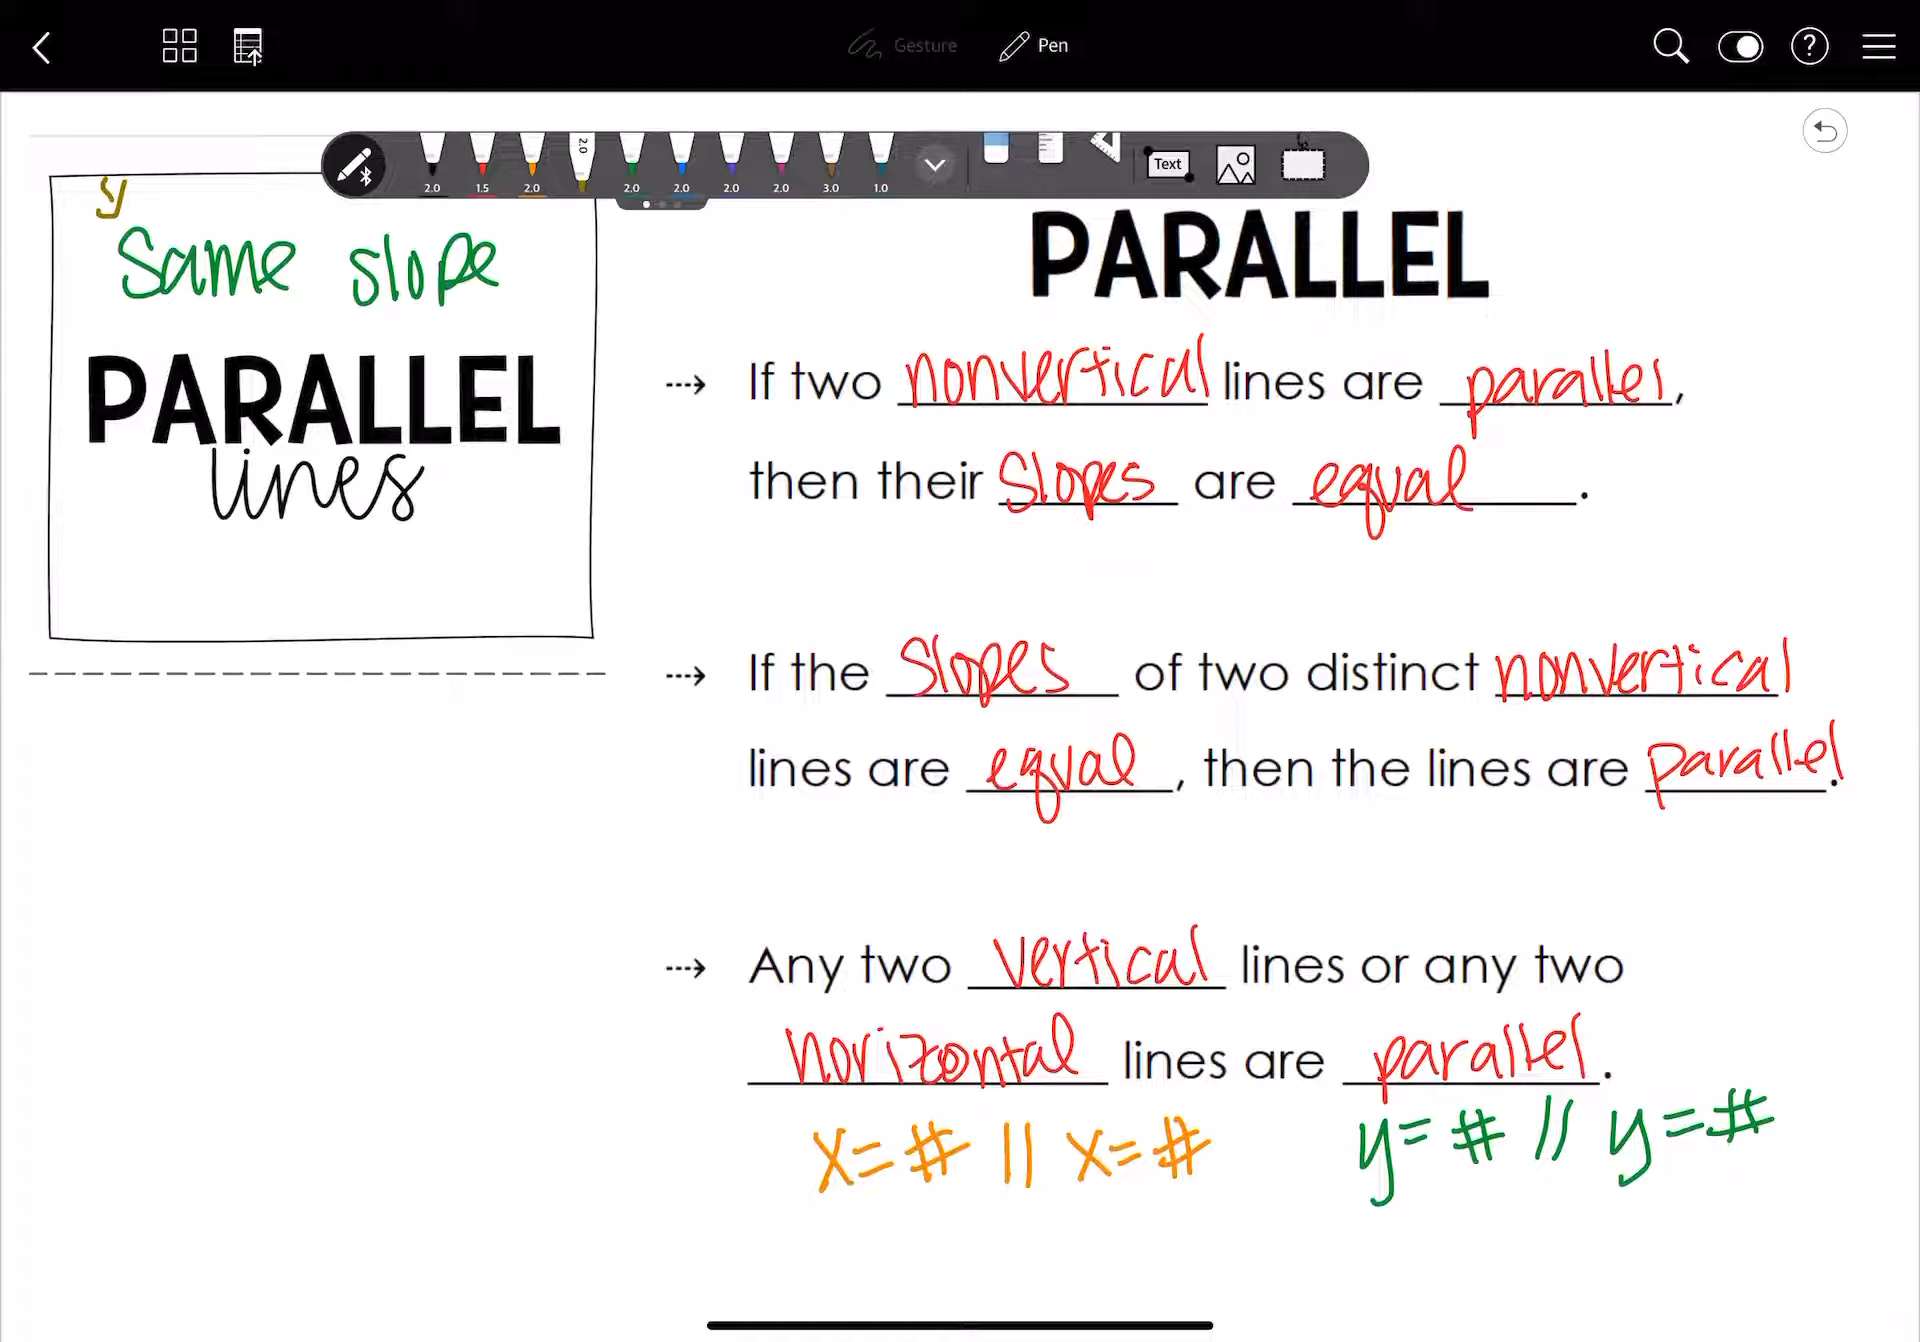 Gesture Pen
2.0 1.5 2.0 2.0 2.0 2.0 2.0 2.0 3.0 1.0 Text
y
Same slope
PARALLEL
lines
PARALLEL
⇢ If two nonvertical lines are parallel,
then their slopes are equal.
⇢ If the slopes of two distinct nonvertical
lines are equal, then the lines are parallel.
⇢ Any two vertical lines or any two
horizontal lines are parallel.
x=# || x=# y=# // y=#